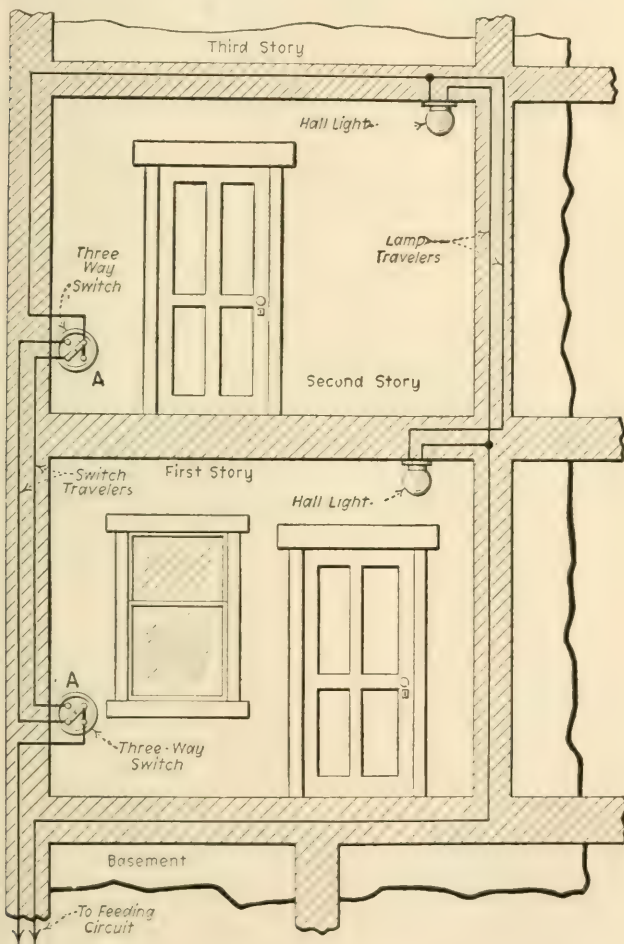 Third Story
Hall Light
Three
Way
Switch
Lamp
Travelers
A
Second Story
Switch
Travelers
First Story
Hall Light
A
Three-Way
Switch
Basement
To Feeding
Circuit